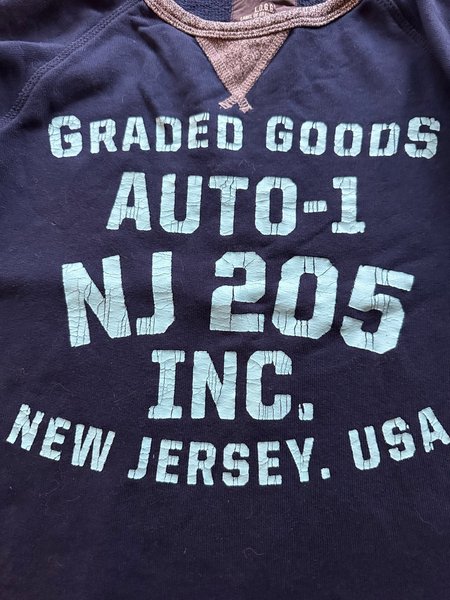 GRADED GOODS
AUTO-1
NJ 205
INC.
NEW JERSEY. USA